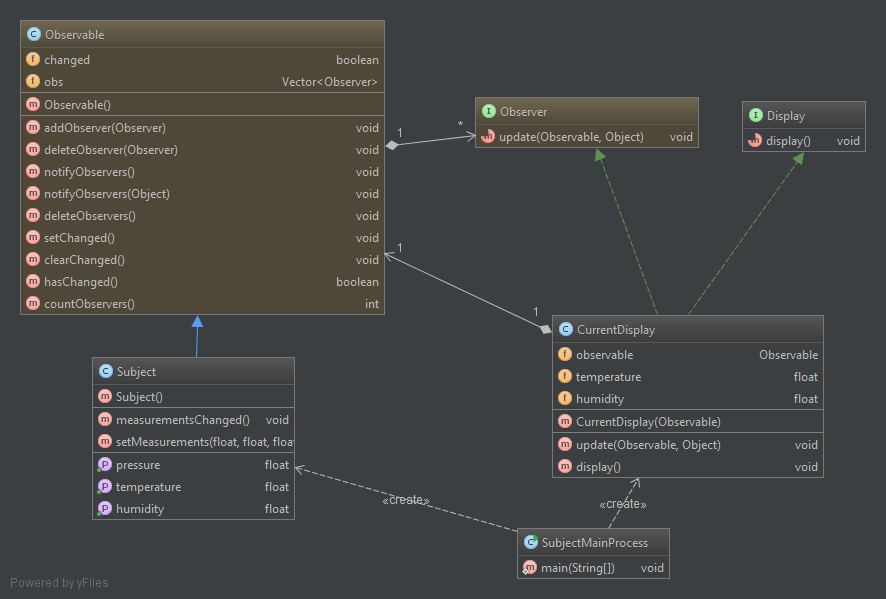 Observable
changed boolean
obs Vector<Observer>
Observable()
addObserver(Observer) void
deleteObserver(Observer) void
notifyObservers() void
notifyObservers(Object) void
deleteObservers() void
setChanged() void
clearChanged() void
hasChanged() boolean
countObservers() int
1
*
Observer
update(Observable, Object) void
Display
display() void
1
1
CurrentDisplay
observable Observable
temperature float
humidity float
CurrentDisplay(Observable)
update(Observable, Object) void
display() void
Subject
Subject()
measurementsChanged() void
setMeasurements(float, float, floa
pressure float
temperature float
humidity float
«create»
«create»
SubjectMainProcess
main(String[]) void
Powered by yFiles